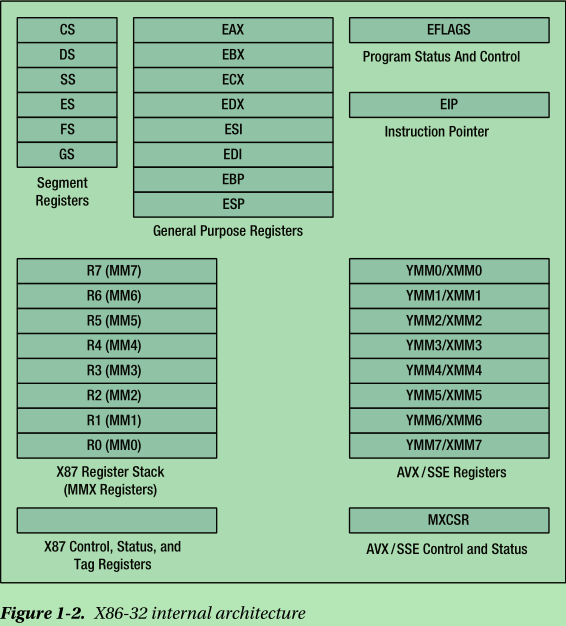 CS
DS
SS
ES
FS
GS
Segment
Registers
EAX
EBX
ECX
EDX
ESI
EDI
EBP
ESP
General Purpose Registers
EFLAGS
Program Status And Control
EIP
Instruction Pointer
R7 (MM7)
R6 (MM6)
R5 (MM5)
R4 (MM4)
R3 (MM3)
R2 (MM2)
R1 (MM1)
R0 (MM0)
X87 Register Stack
(MMX Registers)
YMM0/XMM0
YMM1/XMM1
YMM2/XMM2
YMM3/XMM3
YMM4/XMM4
YMM5/XMM5
YMM6/XMM6
YMM7/XMM7
AVX/SSE Registers
X87 Control, Status, and
Tag Registers
MXCSR
AVX/SSE Control and Status
Figure 1-2. X86-32 internal architecture